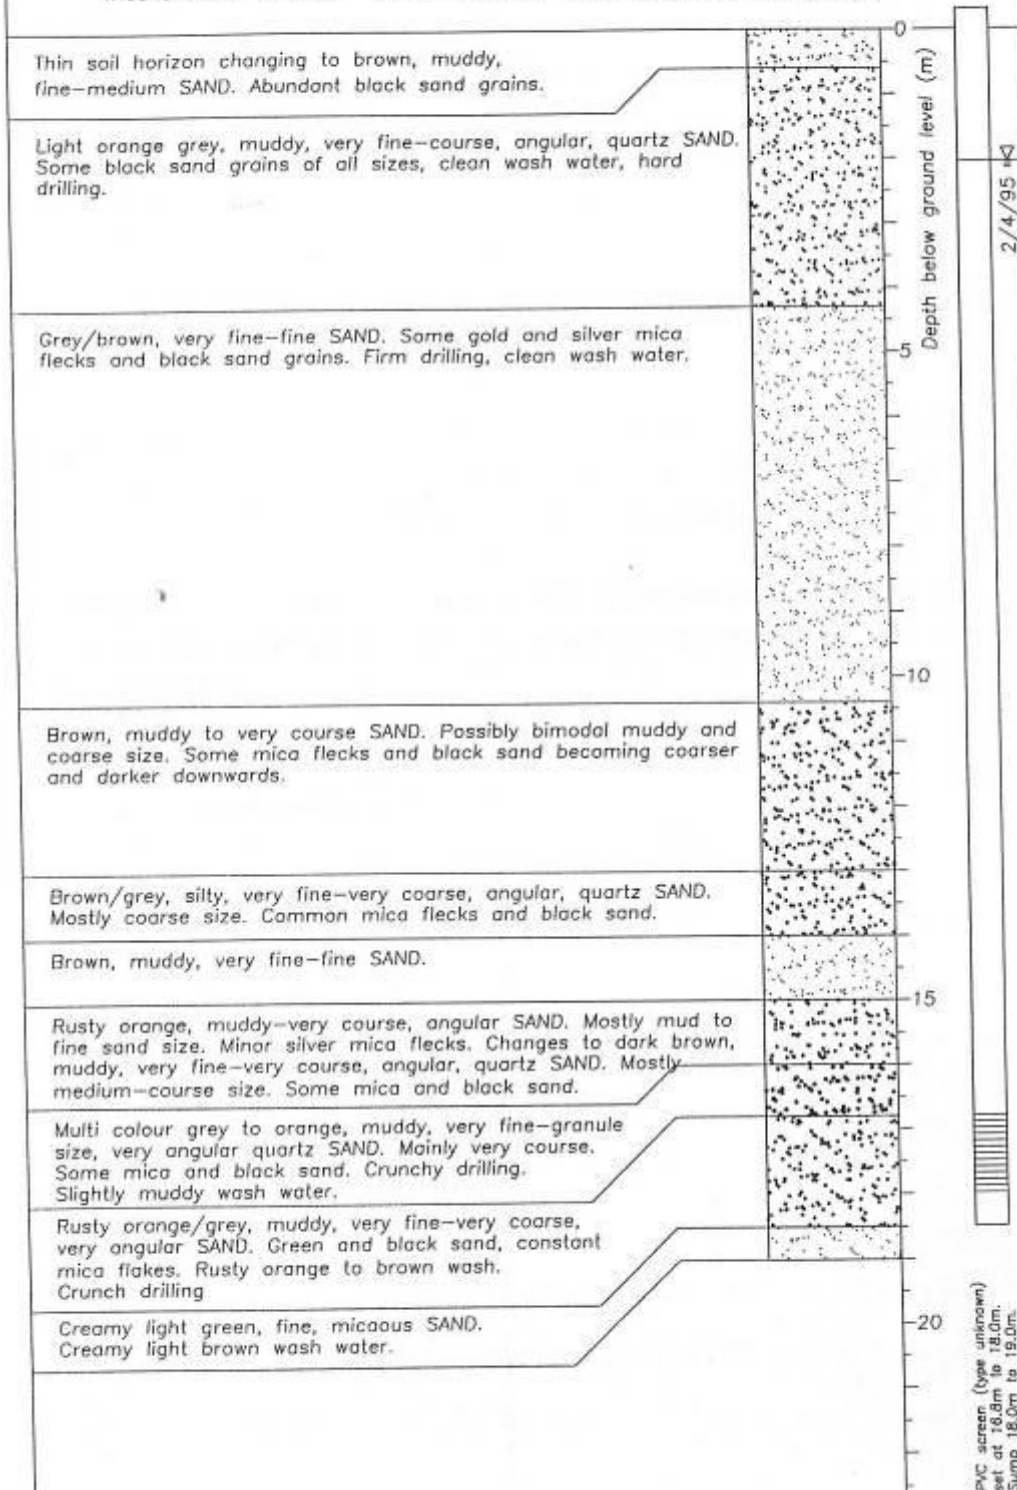 Thin soil horizon changing to brown, muddy,
fine-medium SAND. Abundant black sand grains.
Light orange grey, muddy, very fine-course, angular, quartz SAND.
Some black sand grains of all sizes, clean wash water, hard
drilling.
Grey/brown, very fine-fine SAND. Some gold and silver mica
flecks and black sand grains. Firm drilling, clean wash water.
Brown, muddy to very course SAND. Possibly bimodal muddy and
coarse size. Some mica flecks and black sand becoming coarser
and darker downwards.
Brown/grey, silty, very fine-very coarse, angular, quartz SAND.
Mostly coarse size. Common mica flecks and black sand.
Brown, muddy, very fine-fine SAND.
Rusty orange, muddy-very course, angular SAND. Mostly mud to
fine sand size. Minor silver mica flecks. Changes to dark brown,
muddy, very fine-very course, angular, quartz SAND. Mostly
medium-course size. Some mica and black sand.
Multi colour grey to orange, muddy, very fine-granule
size, very angular quartz SAND. Mainly very course.
Some mica and black sand. Crunchy drilling.
Slightly muddy wash water.
Rusty orange/grey, muddy, very fine-very coarse,
very angular SAND. Green and black sand, constant
mica flakes. Rusty orange to brown wash.
Crunch drilling
Creamy light green, fine, micaous SAND.
Creamy light brown wash water.
0
5
10
15
20
Depth below ground level (m)
2/4/95
PVC screen (type unknown)
set at 16.8m to 18.0m.
Sump 18.0m to 19.0m.